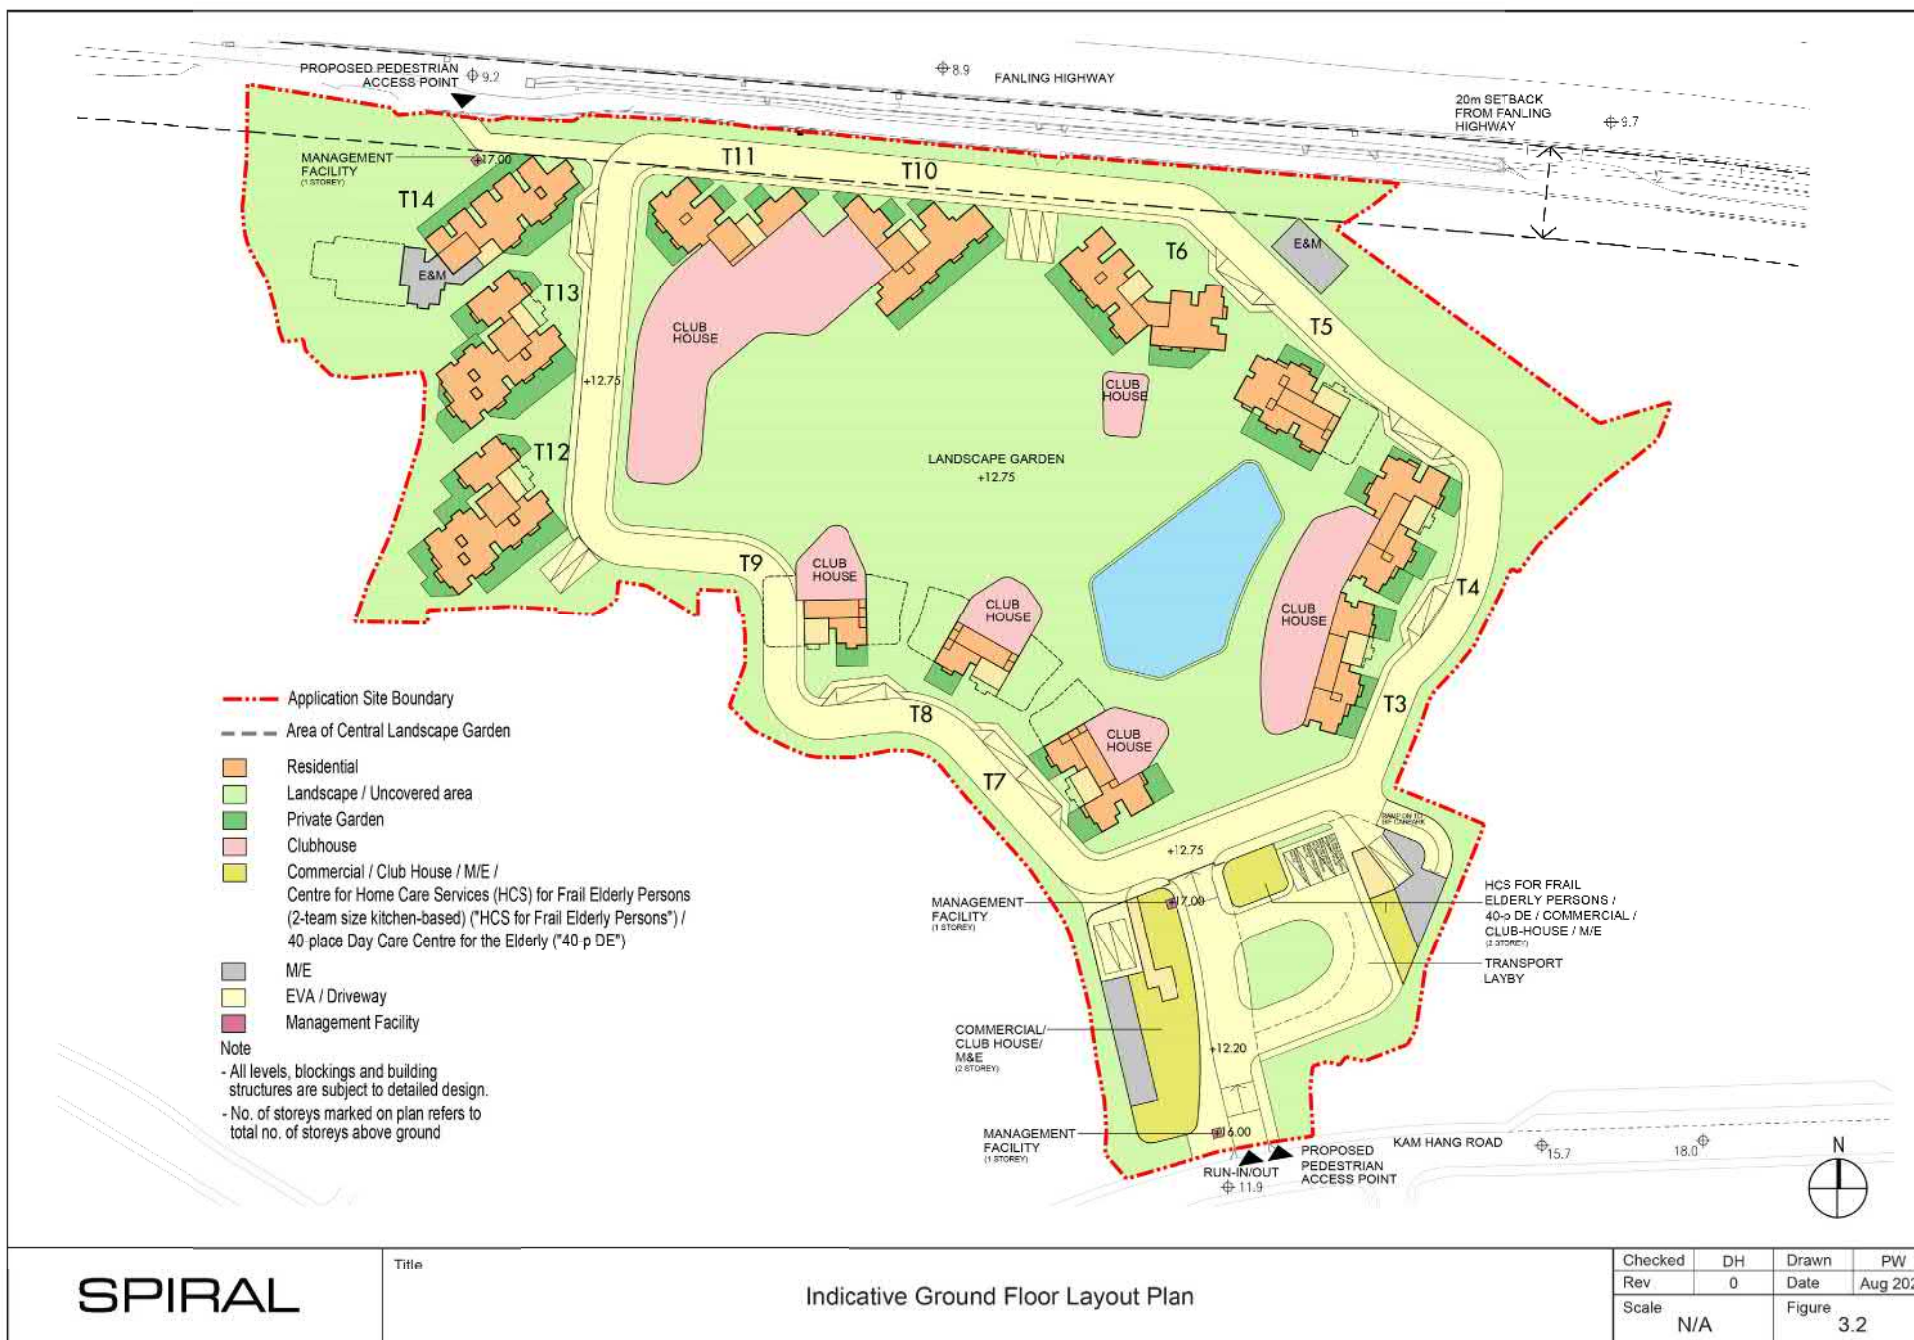 PROPOSED PEDESTRIAN
ACCESS POINT
9.2
8.9
FANLING HIGHWAY
20m SETBACK
FROM FANLING
HIGHWAY
9.7
MANAGEMENT
FACILITY
(1 STOREY)
+17.00
T11
T10
T14
E&M
T6
E&M
T13
T5
CLUB
HOUSE
+12.75
CLUB
HOUSE
T12
LANDSCAPE GARDEN
+12.75
T9
CLUB
HOUSE
CLUB
HOUSE
CLUB
HOUSE
T4
T3
T8
CLUB
HOUSE
T7
Application Site Boundary
Area of Central Landscape Garden
Residential
Landscape / Uncovered area
Private Garden
Clubhouse
Commercial / Club House / M/E /
Centre for Home Care Services (HCS) for Frail Elderly Persons
(2-team size kitchen-based) ("HCS for Frail Elderly Persons") /
40 place Day Care Centre for the Elderly ("40 p DE")
M/E
EVA / Driveway
Management Facility
Note
- All levels, blockings and building
structures are subject to detailed design.
- No. of storeys marked on plan refers to
total no. of storeys above ground
+12.75
MANAGEMENT
FACILITY
(1 STOREY)
+17.00
HCS FOR FRAIL
ELDERLY PERSONS /
40-p DE / COMMERCIAL /
CLUB-HOUSE / M/E
(2 STOREY)
TRANSPORT
LAYBY
COMMERCIAL/
CLUB HOUSE/
M&E
(2 STOREY)
+12.20
MANAGEMENT
FACILITY
(1 STOREY)
+16.00
RUN-IN/OUT
11.9
PROPOSED
PEDESTRIAN
ACCESS POINT
KAM HANG ROAD
15.7
18.0
N
SPIRAL
Title
Indicative Ground Floor Layout Plan
Checked DH Drawn PW
Rev 0 Date Aug 202
Scale N/A Figure 3.2